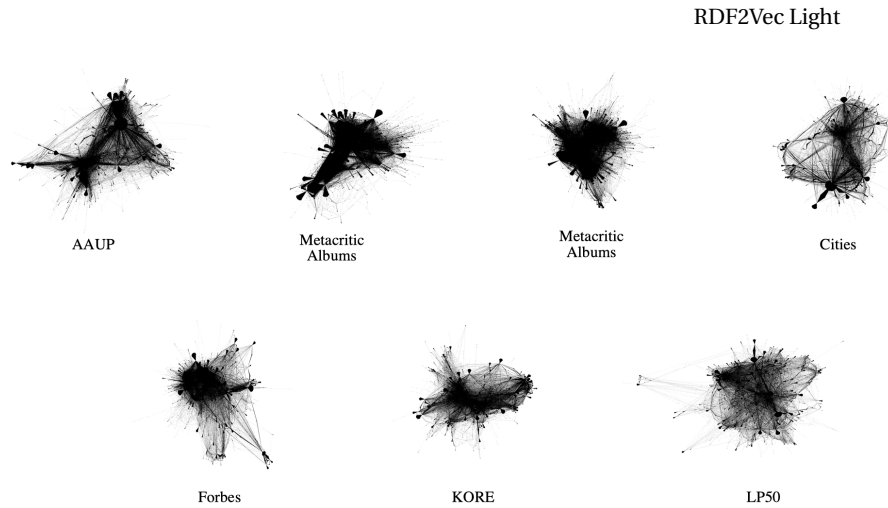 RDF2Vec Light
AAUP
Metacritic
Albums
Metacritic
Albums
Cities
Forbes
KORE
LP50